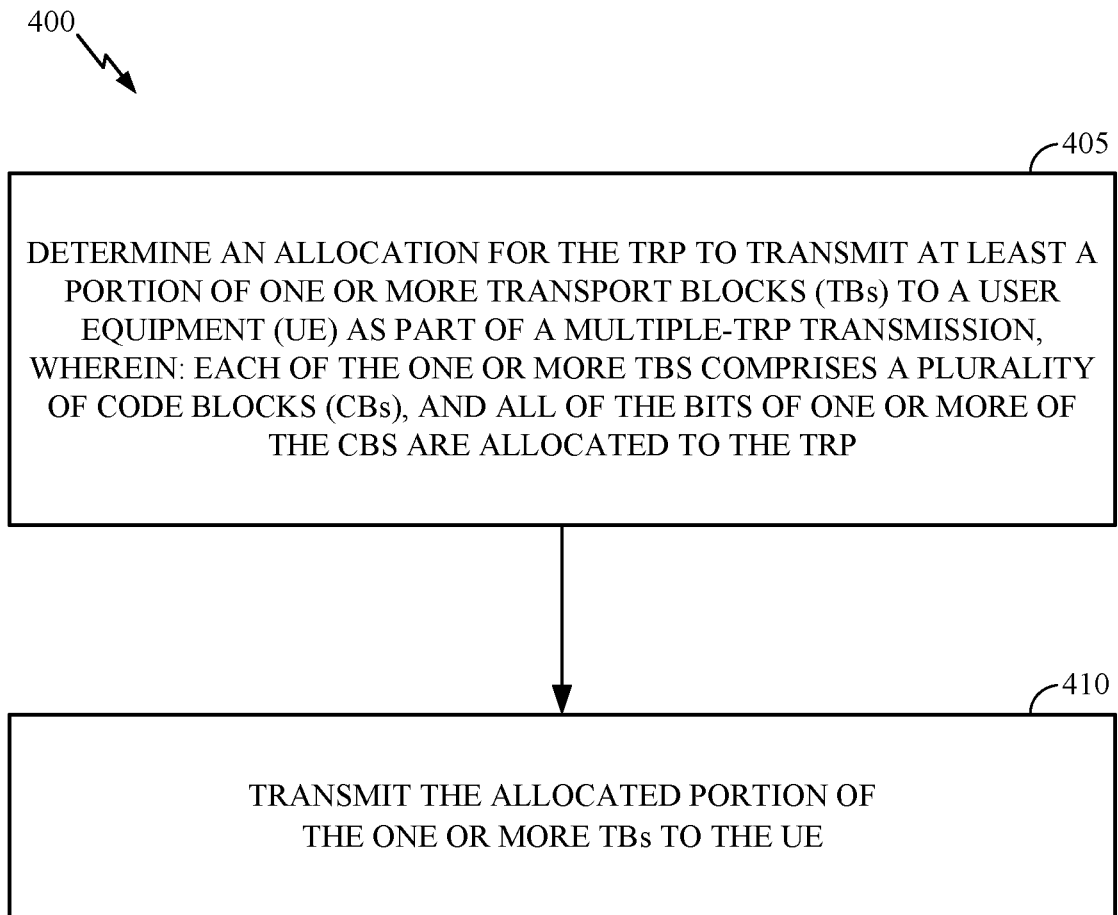 400
405
DETERMINE AN ALLOCATION FOR THE TRP TO TRANSMIT AT LEAST A
PORTION OF ONE OR MORE TRANSPORT BLOCKS (TBs) TO A USER
EQUIPMENT (UE) AS PART OF A MULTIPLE-TRP TRANSMISSION,
WHEREIN: EACH OF THE ONE OR MORE TBS COMPRISES A PLURALITY
OF CODE BLOCKS (CBs), AND ALL OF THE BITS OF ONE OR MORE OF
THE CBS ARE ALLOCATED TO THE TRP
410
TRANSMIT THE ALLOCATED PORTION OF
THE ONE OR MORE TBs TO THE UE